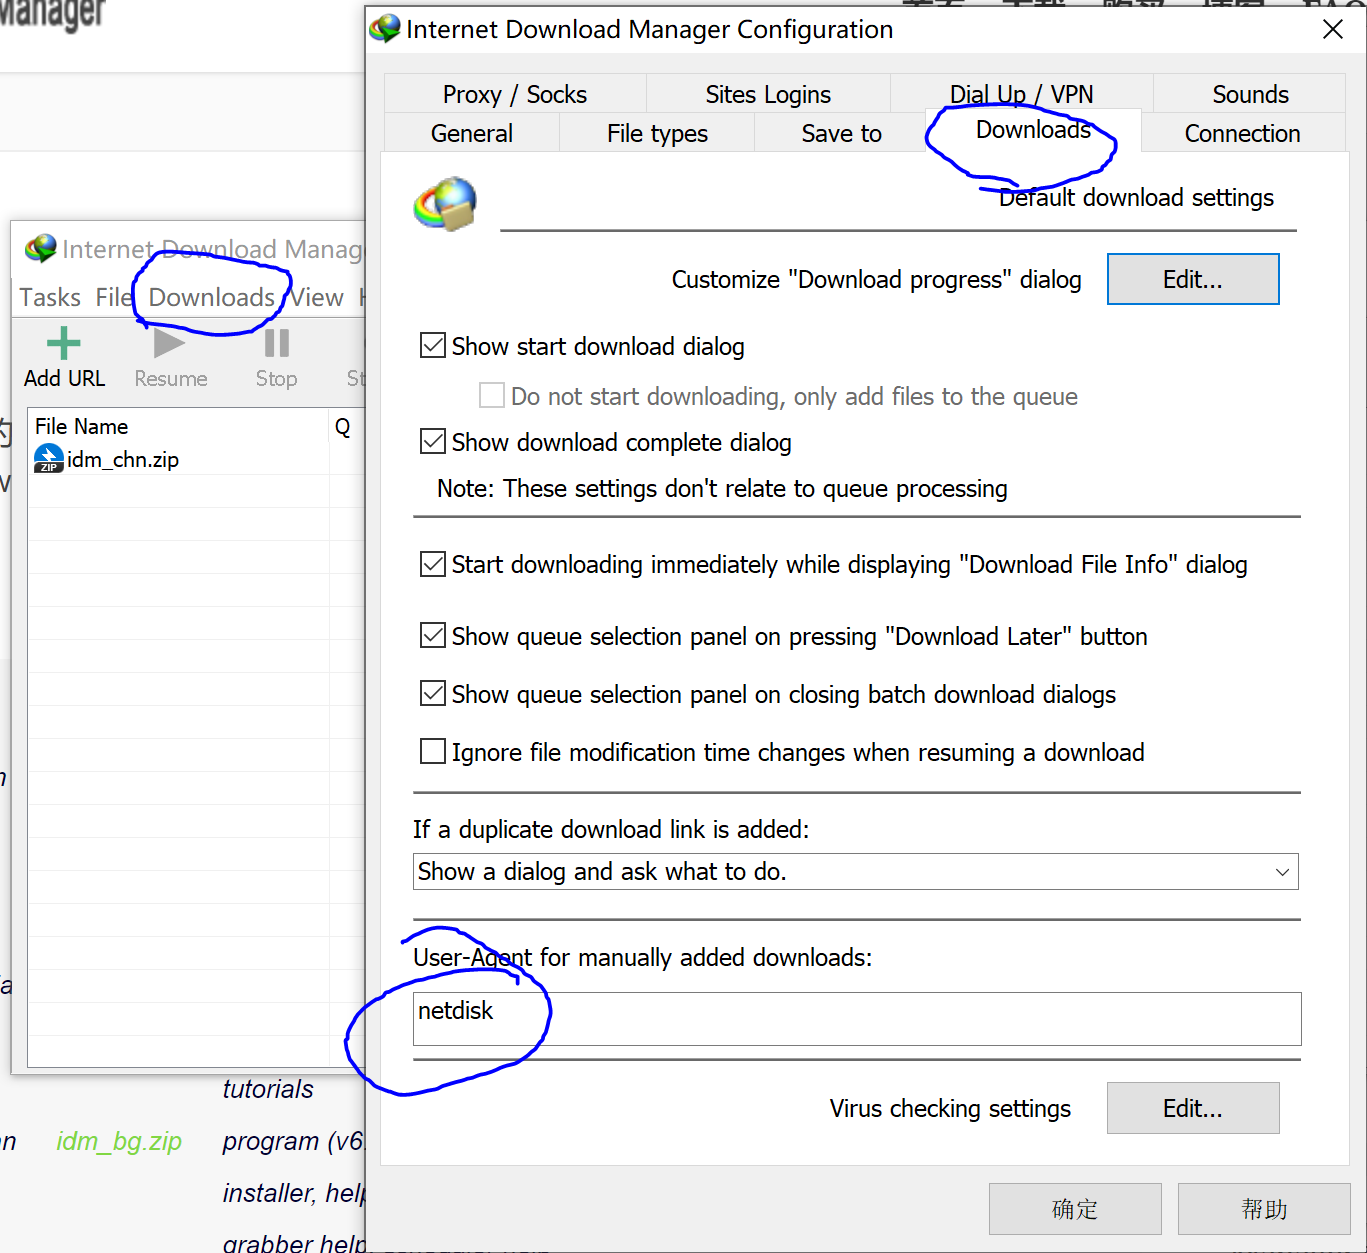 Manager
Internet Download Manager Configuration
Proxy / Socks
Sites Logins
Dial Up / VPN
Sounds
General
File types
Save to
Downloads
Connection
Default download settings
Customize "Download progress" dialog
Edit...
Show start download dialog
Do not start downloading, only add files to the queue
Show download complete dialog
Note: These settings don't relate to queue processing
Start downloading immediately while displaying "Download File Info" dialog
Show queue selection panel on pressing "Download Later" button
Show queue selection panel on closing batch download dialogs
Ignore file modification time changes when resuming a download
If a duplicate download link is added:
Show a dialog and ask what to do.
User-Agent for manually added downloads:
netdisk
Virus checking settings
Edit...
确定
帮助
Internet Download Manag
Tasks File Downloads View
Add URL
Resume
Stop
St
File Name
Q
ZIP
idm_chn.zip
tutorials
idm_bg.zip
program (v6.
installer, help
grabber help